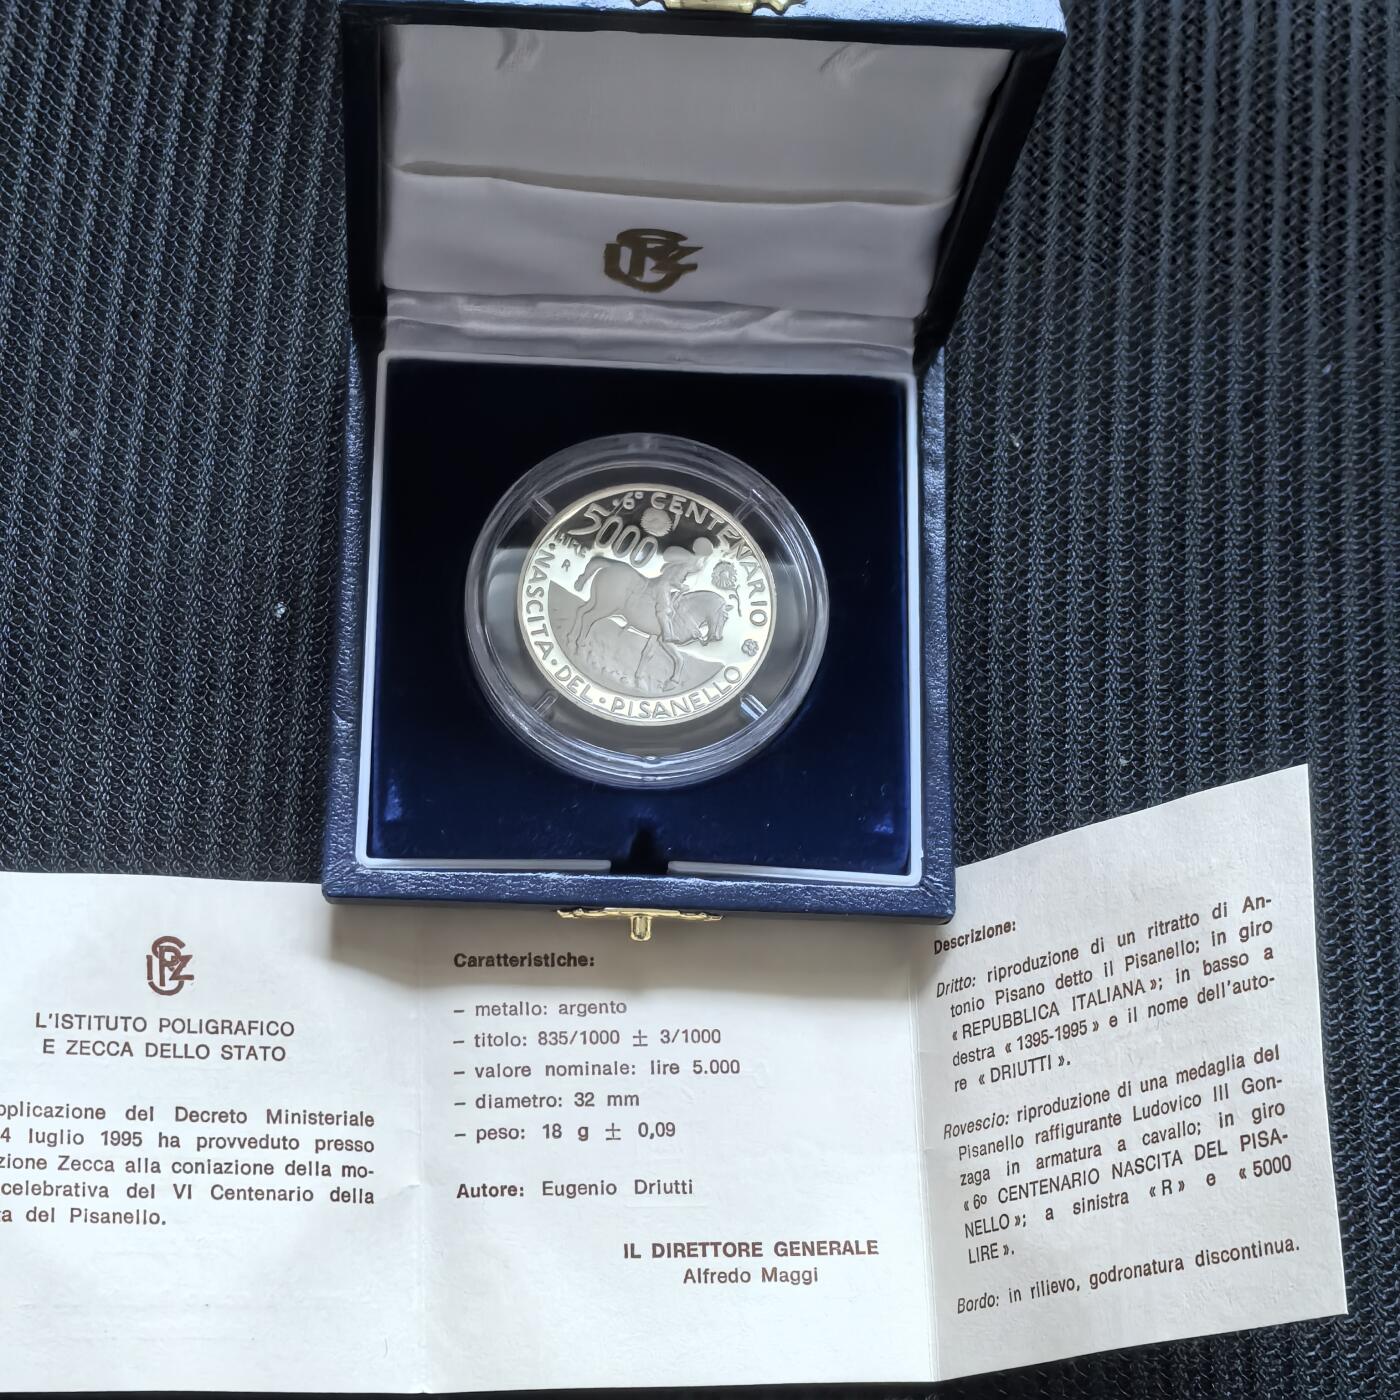 6º CENTENARIO
NASCITA · DEL · PISANELLO
5000
LIRE
R
L'ISTITUTO POLIGRAFICO
E ZECCA DELLO STATO
pplicazione del Decreto Ministeriale
4 luglio 1995 ha provveduto presso
zione Zecca alla coniazione della mo-
celebrativa del VI Centenario della
ta del Pisanello.
Caratteristiche:
– metallo: argento
– titolo: 835/1000 ± 3/1000
– valore nominale: lire 5.000
– diametro: 32 mm
– peso: 18 g ± 0,09
Autore: Eugenio Driutti
IL DIRETTORE GENERALE
Alfredo Maggi
Descrizione:
Dritto: riproduzione di un ritratto di An-
tonio Pisano detto il Pisanello; in giro
« REPUBBLICA ITALIANA »; in basso a
destra « 1395-1995 » e il nome dell'auto-
re « DRIUTTI ».
Rovescio: riproduzione di una medaglia del
Pisanello raffigurante Ludovico III Gon-
zaga in armatura a cavallo; in giro
« 6º CENTENARIO NASCITA DEL PISA-
NELLO »; a sinistra « R » e « 5000
LIRE ».
Bordo: in rilievo, godronatura discontinua.